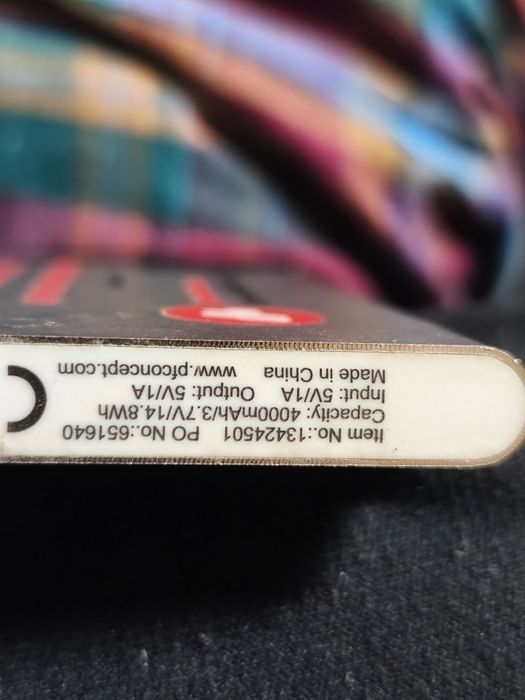 Item No.:13424501 PO No.:651640
Capacity: 4000mAh/3.7V/14.8Wh
Input: 5V/1A Output: 5V/1A
Made in China www.pfconcept.com